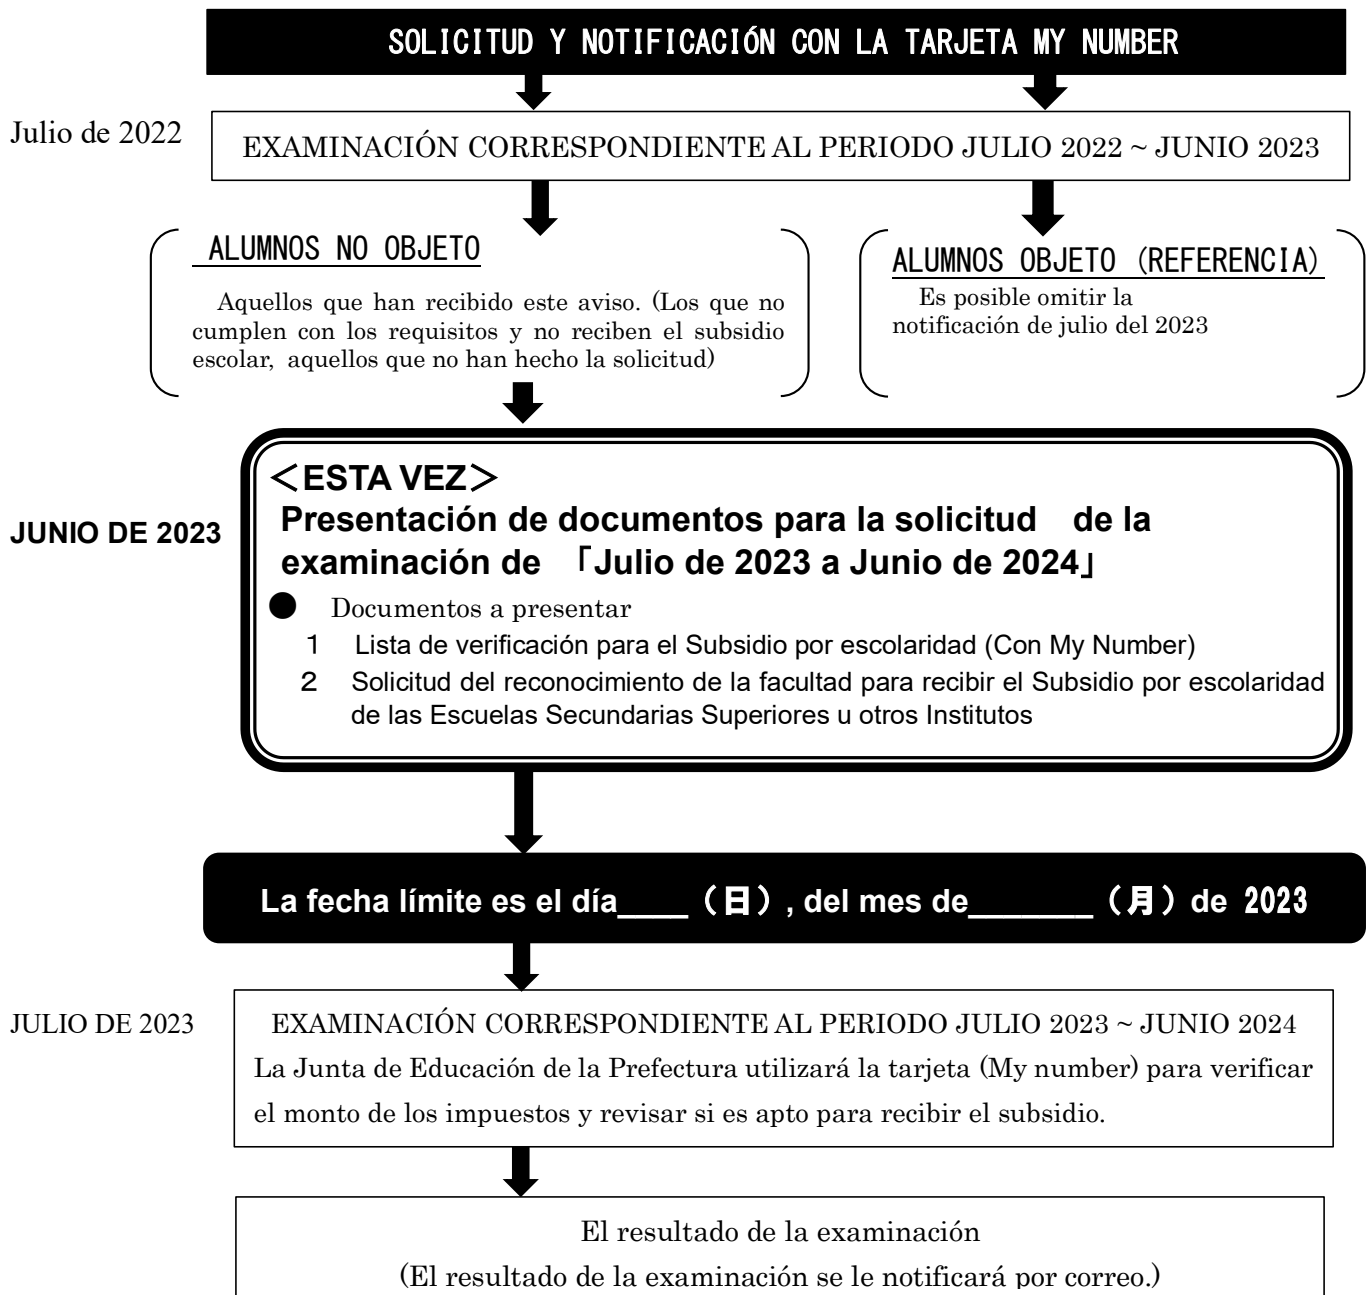 SOLICITUD Y NOTIFICACIÓN CON LA TARJETA MY NUMBER
Julio de 2022
EXAMINACIÓN CORRESPONDIENTE AL PERIODO JULIO 2022 ~ JUNIO 2023
ALUMNOS NO OBJETO
Aquellos que han recibido este aviso. (Los que no
cumplen con los requisitos y no reciben el subsidio
escolar, aquellos que no han hecho la solicitud)
ALUMNOS OBJETO (REFERENCIA)
Es posible omitir la
notificación de julio del 2023
JUNIO DE 2023
＜ESTA VEZ＞
Presentación de documentos para la solicitud de la
examinación de 「Julio de 2023 a Junio de 2024」
● Documentos a presentar
1 Lista de verificación para el Subsidio por escolaridad (Con My Number)
2 Solicitud del reconocimiento de la facultad para recibir el Subsidio por escolaridad
de las Escuelas Secundarias Superiores u otros Institutos
La fecha límite es el día____（日）, del mes de_______（月）de 2023
JULIO DE 2023
EXAMINACIÓN CORRESPONDIENTE AL PERIODO JULIO 2023 ~ JUNIO 2024
La Junta de Educación de la Prefectura utilizará la tarjeta (My number) para verificar
el monto de los impuestos y revisar si es apto para recibir el subsidio.
El resultado de la examinación
(El resultado de la examinación se le notificará por correo.)